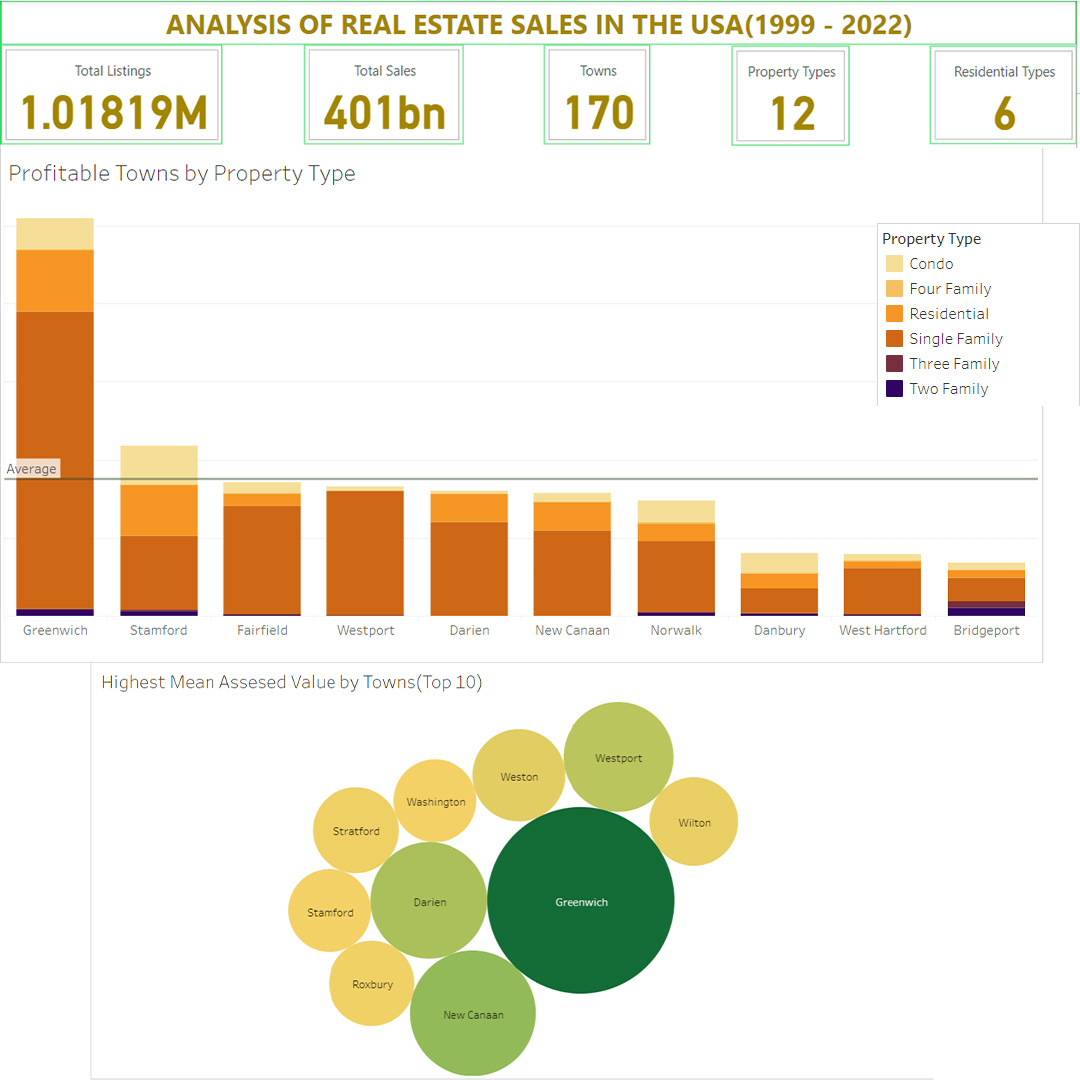 ANALYSIS OF REAL ESTATE SALES IN THE USA(1999 - 2022)
Total Listings
1.01819M
Total Sales
401bn
Towns
170
Property Types
12
Residential Types
6
Profitable Towns by Property Type
Property Type
Condo
Four Family
Residential
Single Family
Three Family
Two Family
Average
Greenwich
Stamford
Fairfield
Westport
Darien
New Canaan
Norwalk
Danbury
West Hartford
Bridgeport
Highest Mean Assesed Value by Towns(Top 10)
Westport
Weston
Washington
Wilton
Stratford
Darien
Greenwich
Stamford
Roxbury
New Canaan